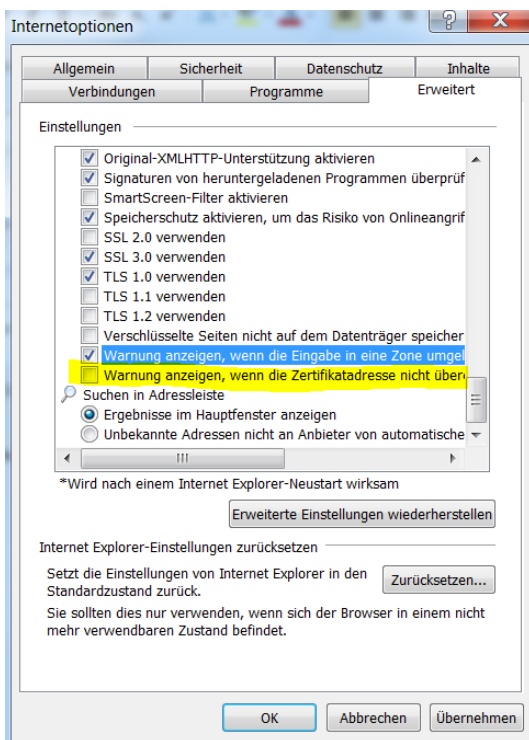 Internetoptionen
Allgemein Sicherheit Datenschutz Inhalte
Verbindungen Programme Erweitert
Einstellungen
Original-XMLHTTP-Unterstützung aktivieren
Signaturen von heruntergeladenen Programmen überprüf
SmartScreen-Filter aktivieren
Speicherschutz aktivieren, um das Risiko von Onlineangrif
SSL 2.0 verwenden
SSL 3.0 verwenden
TLS 1.0 verwenden
TLS 1.1 verwenden
TLS 1.2 verwenden
Verschlüsselte Seiten nicht auf dem Datenträger speicher
Warnung anzeigen, wenn die Eingabe in eine Zone umgel
Warnung anzeigen, wenn die Zertifikatadresse nicht übere
Suchen in Adressleiste
Ergebnisse im Hauptfenster anzeigen
Unbekannte Adressen nicht an Anbieter von automatische
*Wird nach einem Internet Explorer-Neustart wirksam
Erweiterte Einstellungen wiederherstellen
Internet Explorer-Einstellungen zurücksetzen
Setzt die Einstellungen von Internet Explorer in den
Standardzustand zurück.
Zurücksetzen...
Sie sollten dies nur verwenden, wenn sich der Browser in einem nicht
mehr verwendbaren Zustand befindet.
OK Abbrechen Übernehmen